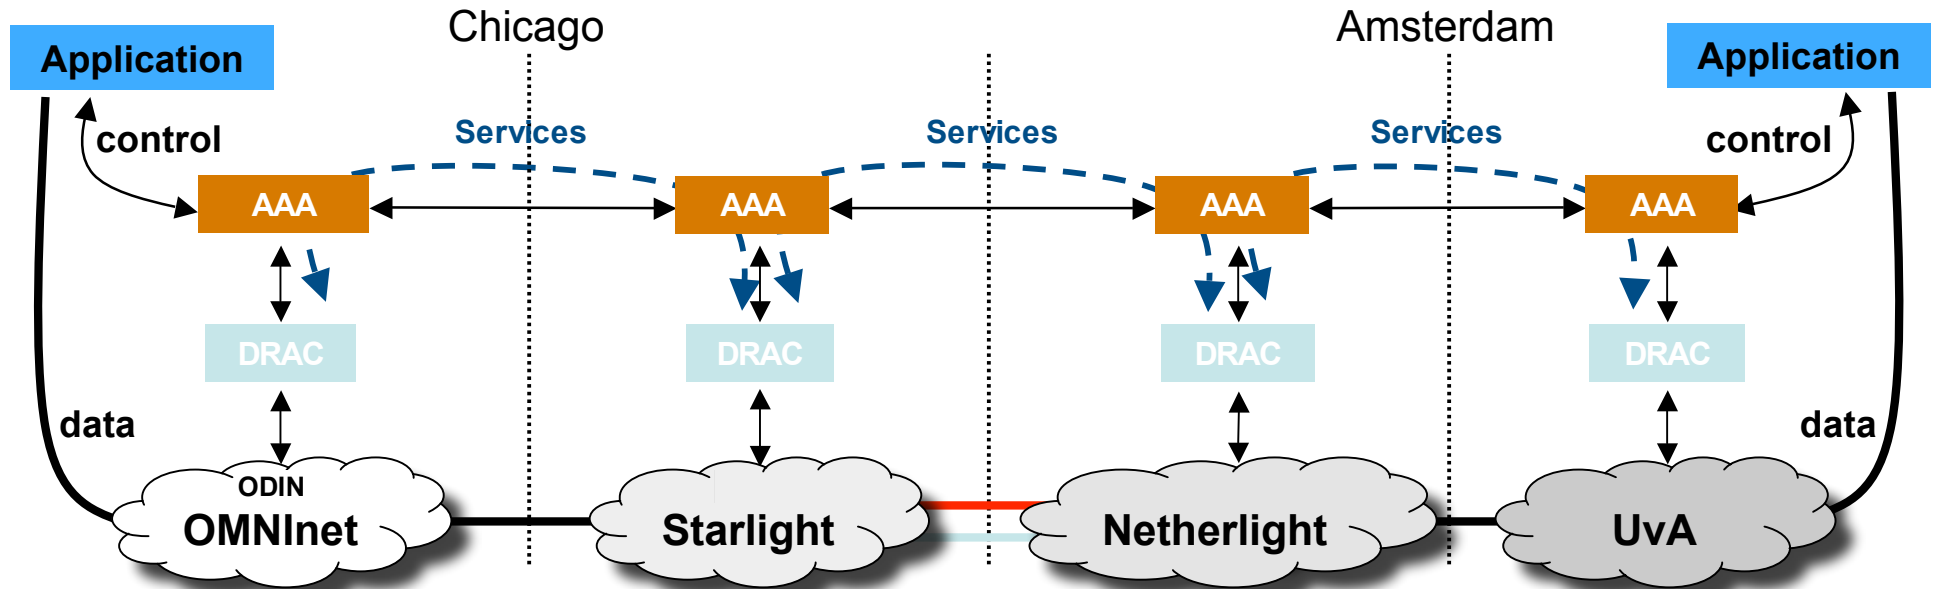 Chicago
Amsterdam
Application
Application
control
Services
Services
Services
control
AAA
AAA
AAA
AAA
DRAC
DRAC
DRAC
DRAC
data
data
ODIN
OMNInet
Starlight
Netherlight
UvA